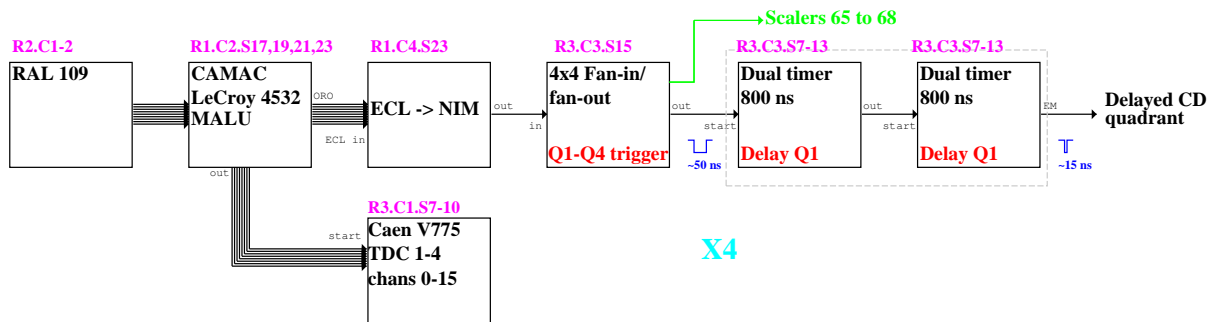 Scalers 65 to 68
R2.C1-2
R1.C2.S17,19,21,23
R1.C4.S23
R3.C3.S15
R3.C3.S7-13
R3.C3.S7-13
RAL 109
CAMAC
LeCroy 4532
MALU
ORO
ECL in
out
ECL -> NIM
out
in
4x4 Fan-in/
fan-out
Q1-Q4 trigger
out
start
~50 ns
Dual timer
800 ns
Delay Q1
out
start
Dual timer
800 ns
Delay Q1
EM
~15 ns
Delayed CD
quadrant
R3.C1.S7-10
start
Caen V775
TDC 1-4
chans 0-15
X4